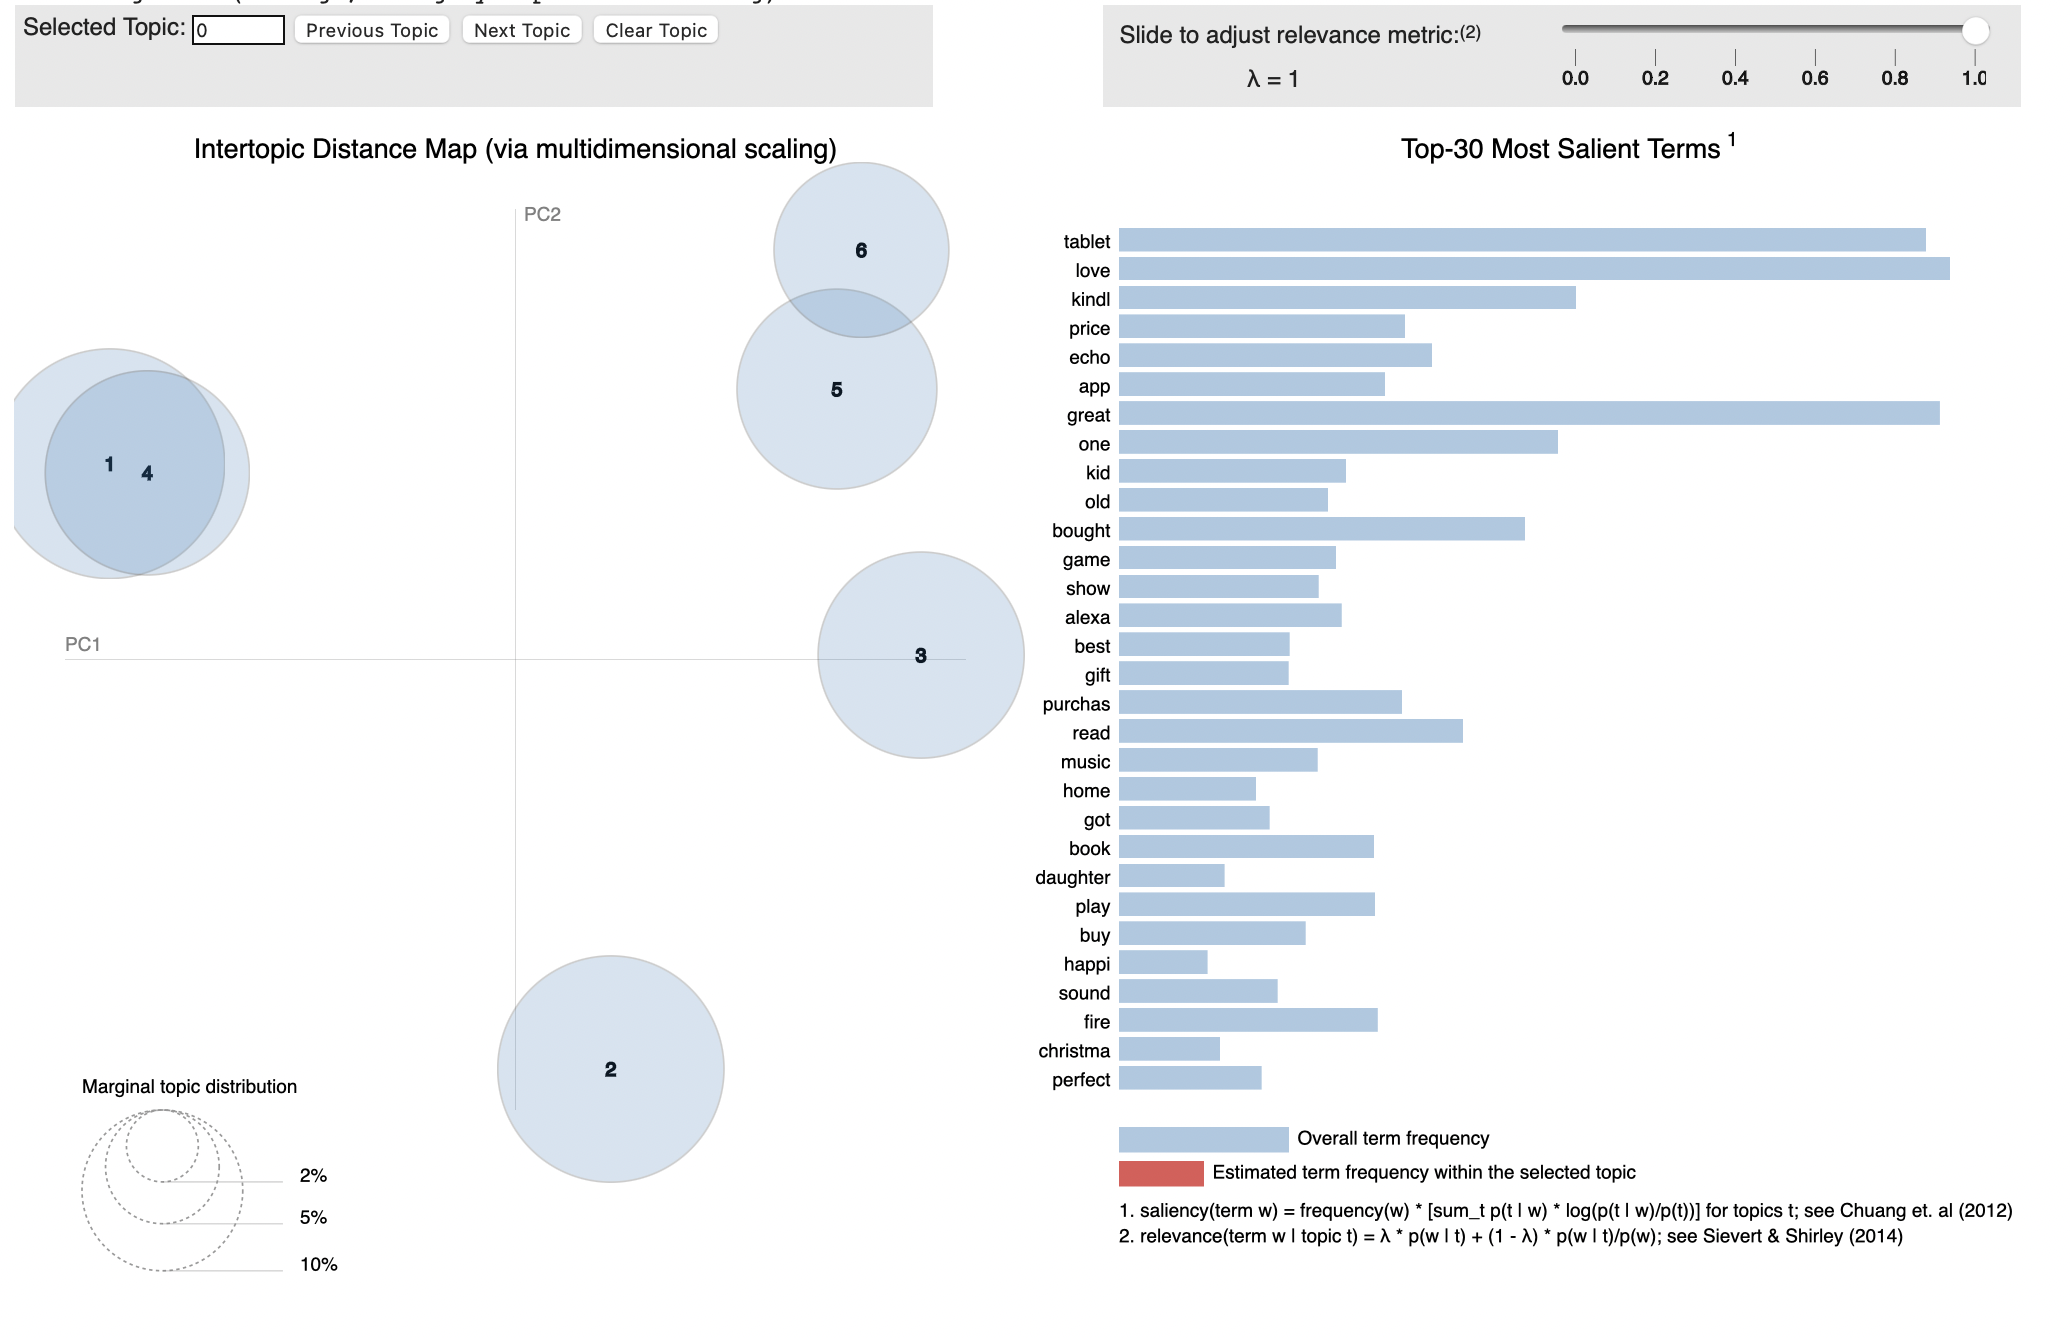 Selected Topic: 0 Previous Topic Next Topic Clear Topic
Slide to adjust relevance metric:(2)
λ = 1
0.0 0.2 0.4 0.6 0.8 1.0
Intertopic Distance Map (via multidimensional scaling)
PC2
PC1
6
5
1
4
3
2
Marginal topic distribution
2%
5%
10%
Top-30 Most Salient Terms 1
tablet
love
kindl
price
echo
app
great
one
kid
old
bought
game
show
alexa
best
gift
purchas
read
music
home
got
book
daughter
play
buy
happi
sound
fire
christma
perfect
Overall term frequency
Estimated term frequency within the selected topic
1. saliency(term w) = frequency(w) * [sum_t p(t | w) * log(p(t | w)/p(t))] for topics t; see Chuang et. al (2012)
2. relevance(term w | topic t) = λ * p(w | t) + (1 - λ) * p(w | t)/p(w); see Sievert & Shirley (2014)